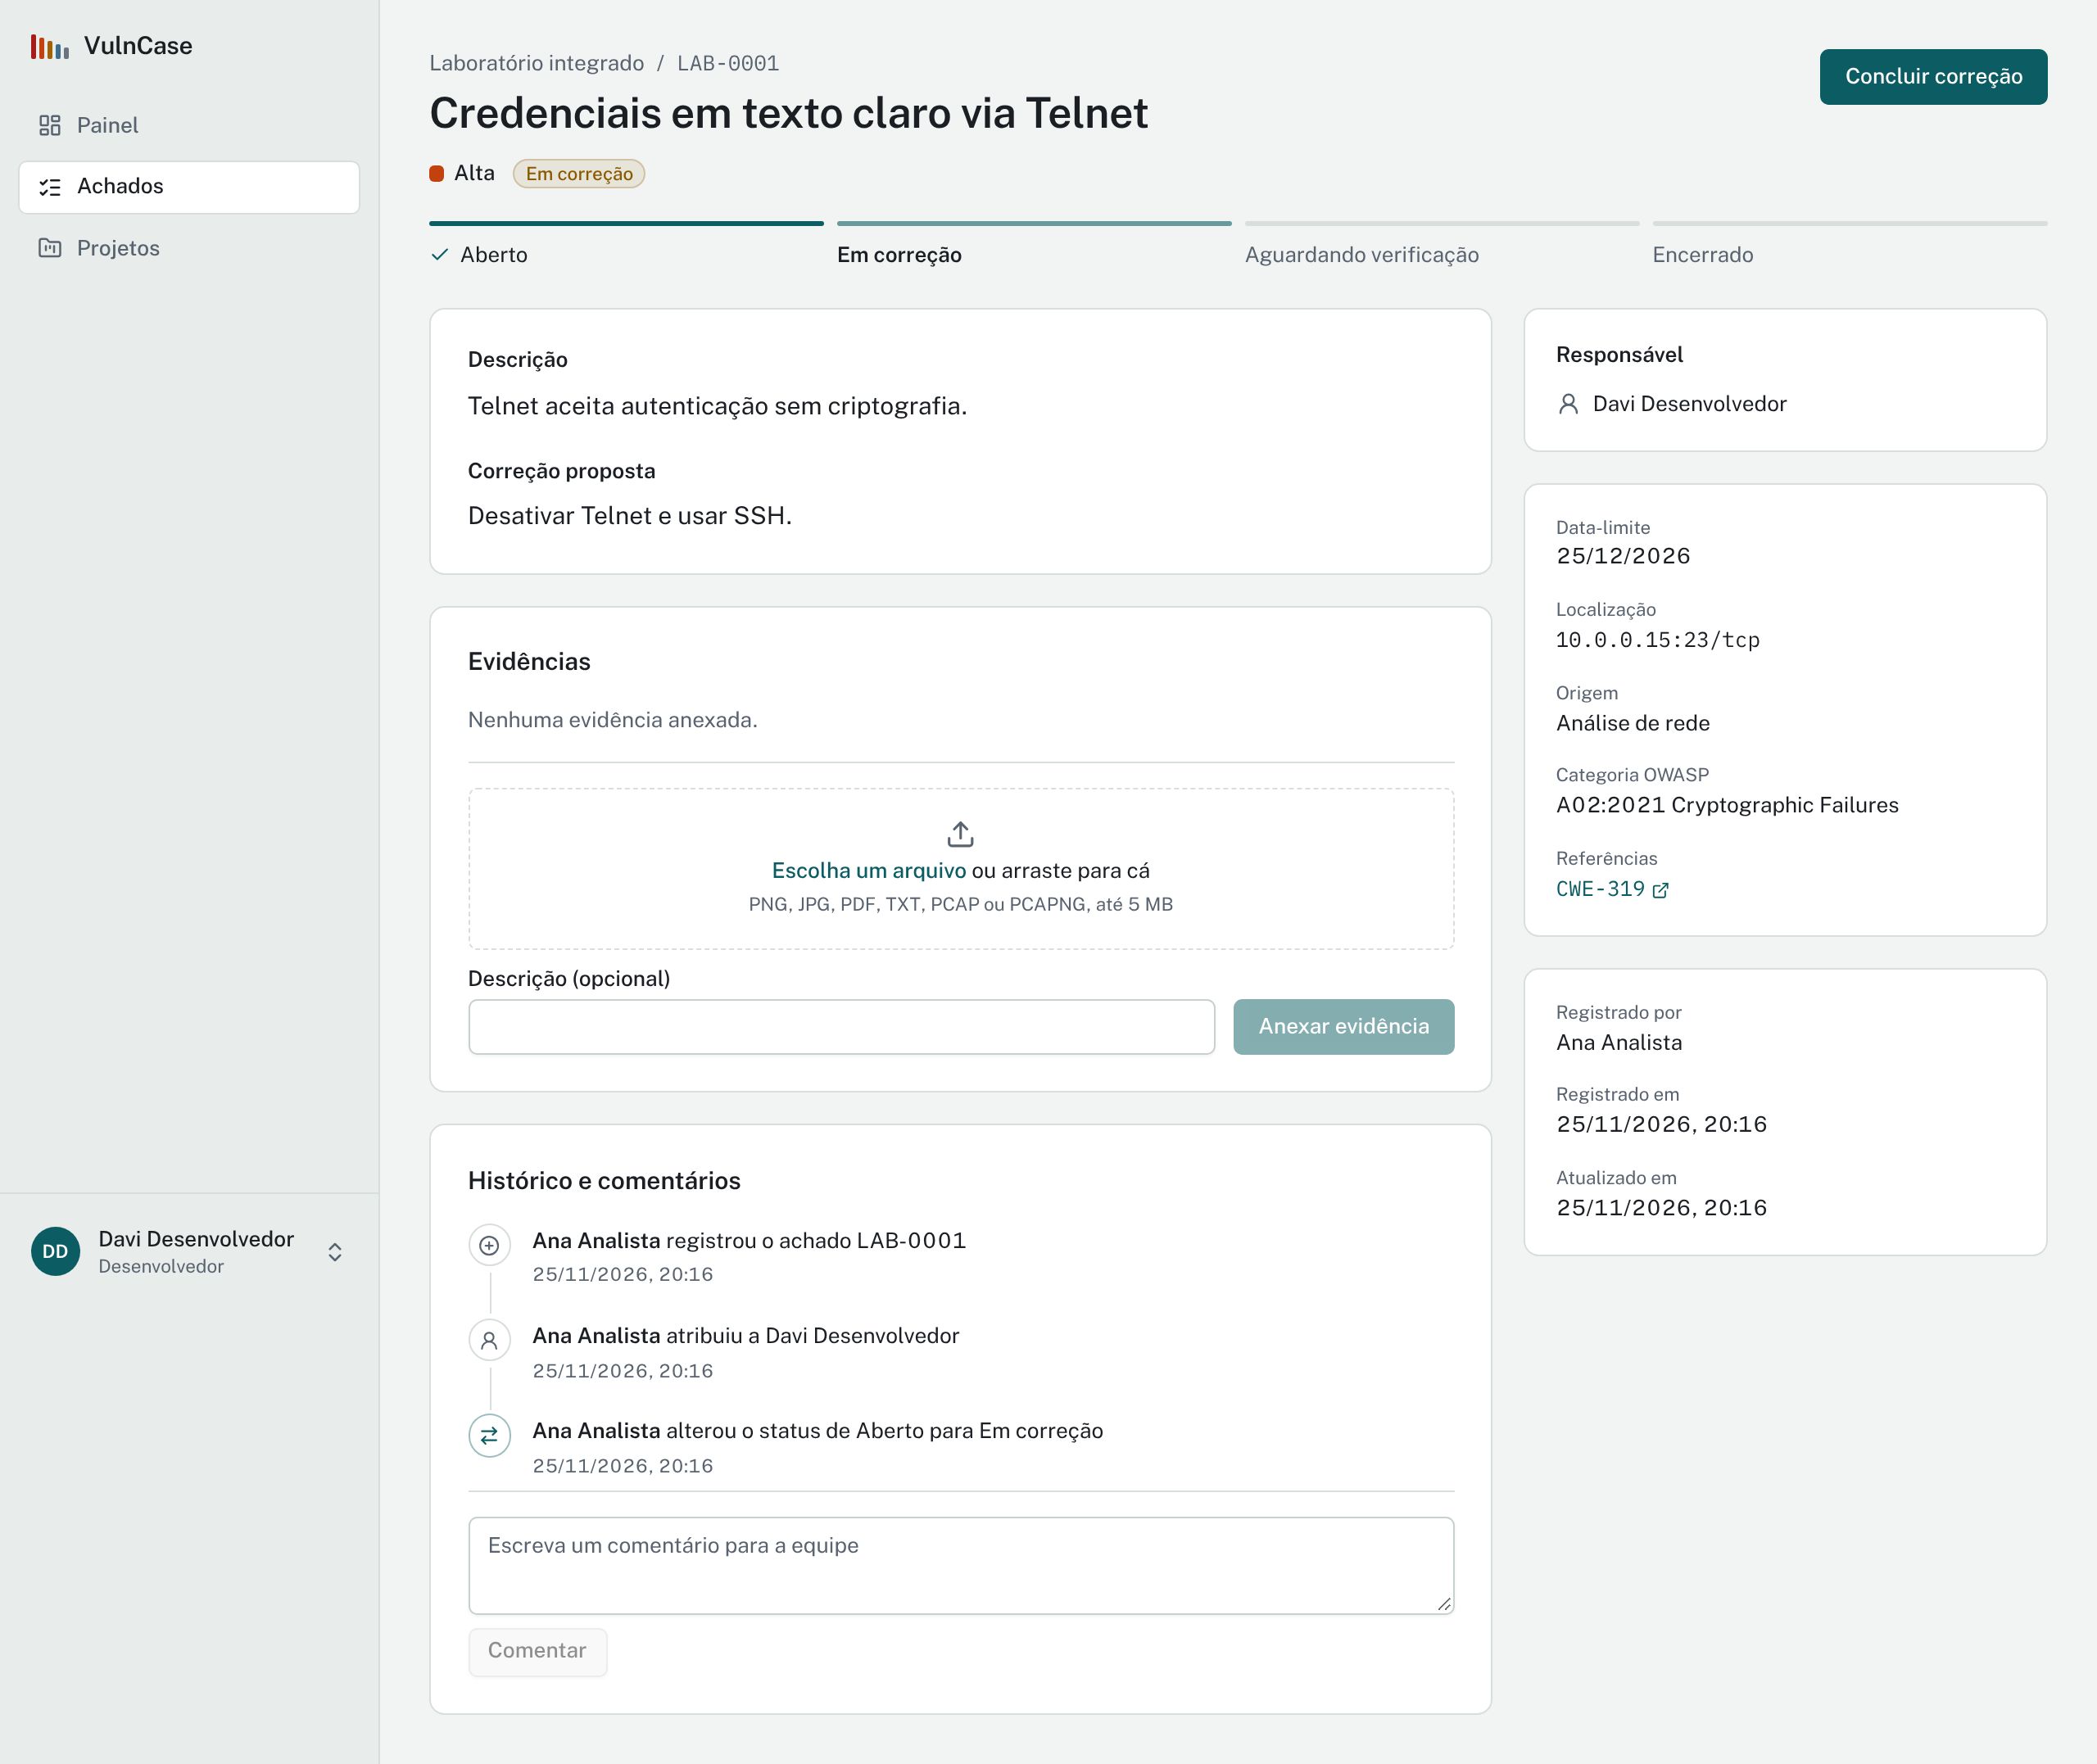 VulnCase
Painel
Achados
Projetos
Davi Desenvolvedor
DD
Desenvolvedor
Laboratório integrado / LAB-0001
Credenciais em texto claro via Telnet
Concluir correção
Alta
Em correção
Aberto
Em correção
Aguardando verificação
Encerrado
Descrição
Telnet aceita autenticação sem criptografia.
Correção proposta
Desativar Telnet e usar SSH.
Evidências
Nenhuma evidência anexada.
Escolha um arquivo ou arraste para cá
PNG, JPG, PDF, TXT, PCAP ou PCAPNG, até 5 MB
Descrição (opcional)
Anexar evidência
Histórico e comentários
Ana Analista registrou o achado LAB-0001
25/11/2026, 20:16
Ana Analista atribuiu a Davi Desenvolvedor
25/11/2026, 20:16
Ana Analista alterou o status de Aberto para Em correção
25/11/2026, 20:16
Escreva um comentário para a equipe
Comentar
Responsável
Davi Desenvolvedor
Data-limite
25/12/2026
Localização
10.0.0.15:23/tcp
Origem
Análise de rede
Categoria OWASP
A02:2021 Cryptographic Failures
Referências
CWE-319
Registrado por
Ana Analista
Registrado em
25/11/2026, 20:16
Atualizado em
25/11/2026, 20:16